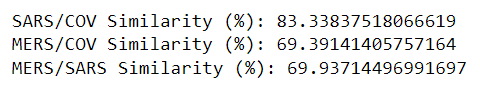 SARS/COV Similarity (%): 83.33837518066619
MERS/COV Similarity (%): 69.39141405757164
MERS/SARS Similarity (%): 69.93714496991697